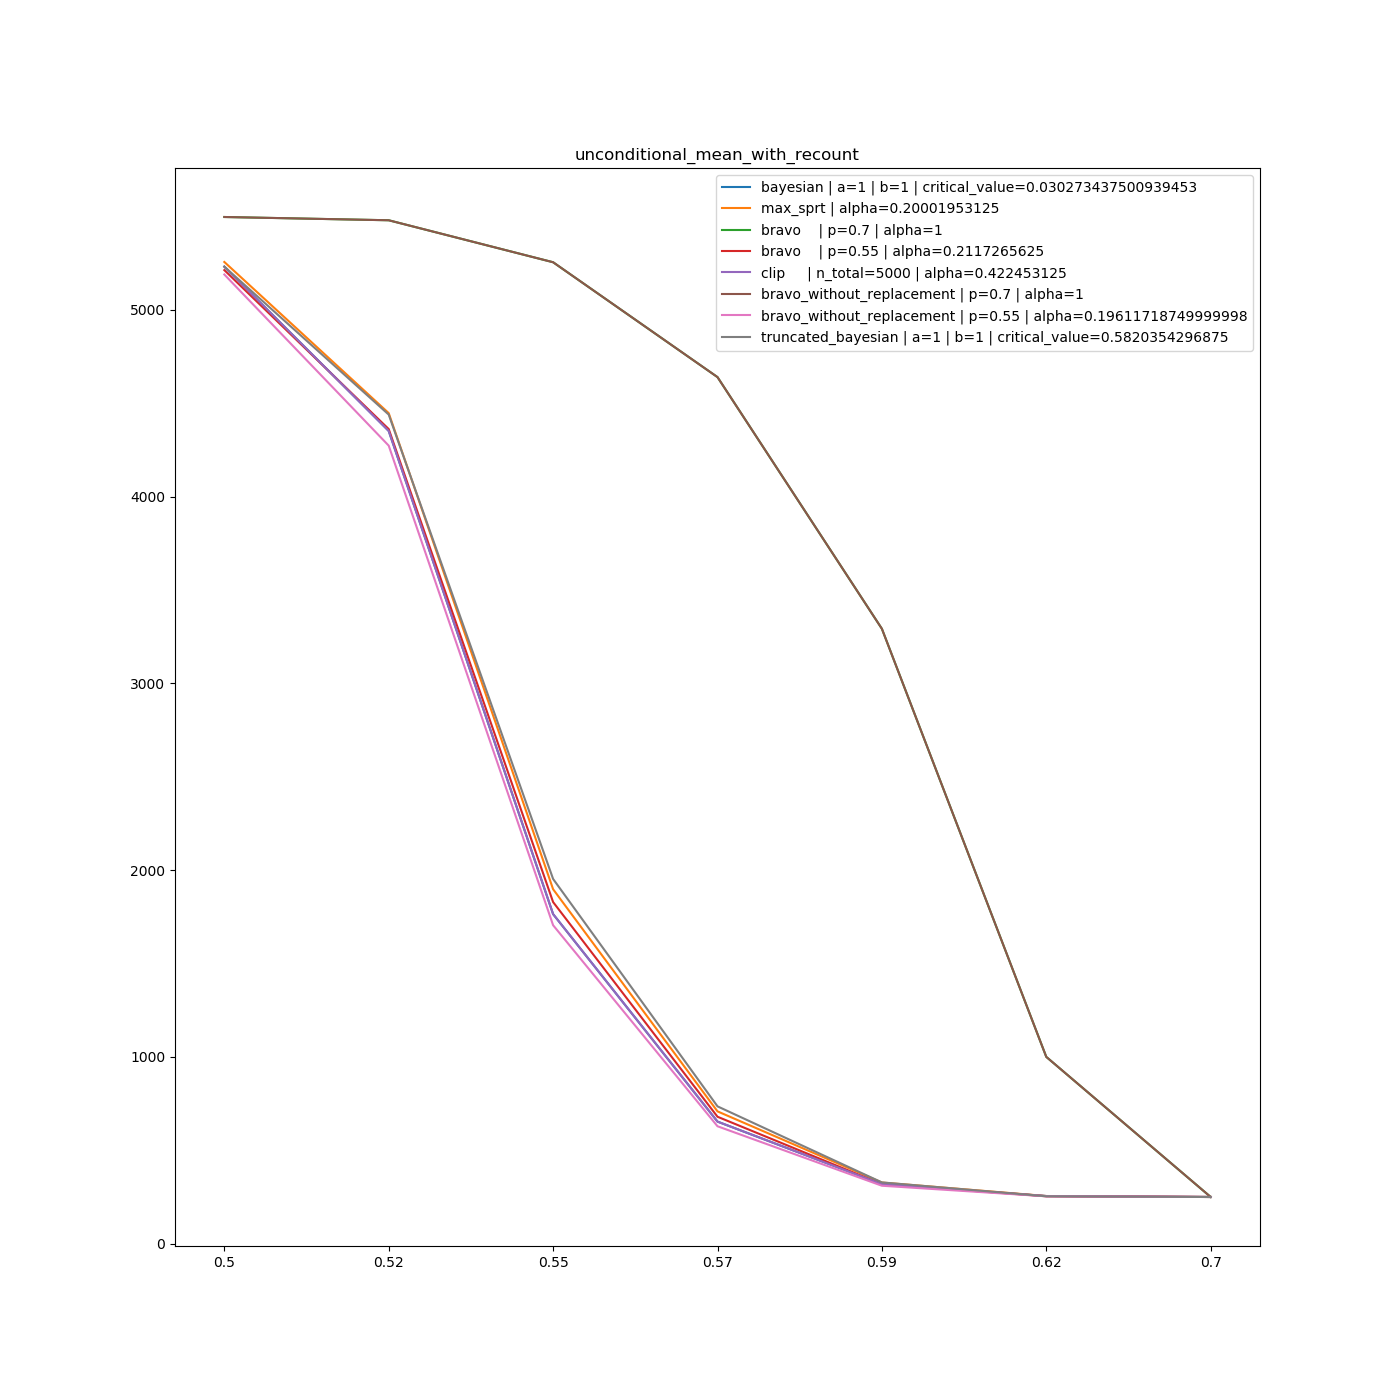 unconditional_mean_with_recount
bayesian | a=1 | b=1 | critical_value=0.030273437500939453
max_sprt | alpha=0.20001953125
bravo    | p=0.7 | alpha=1
bravo    | p=0.55 | alpha=0.2117265625
clip     | n_total=5000 | alpha=0.422453125
bravo_without_replacement | p=0.7 | alpha=1
bravo_without_replacement | p=0.55 | alpha=0.19611718749999998
truncated_bayesian | a=1 | b=1 | critical_value=0.5820354296875
5000
4000
3000
2000
1000
0
0.5 0.52 0.55 0.57 0.59 0.62 0.7